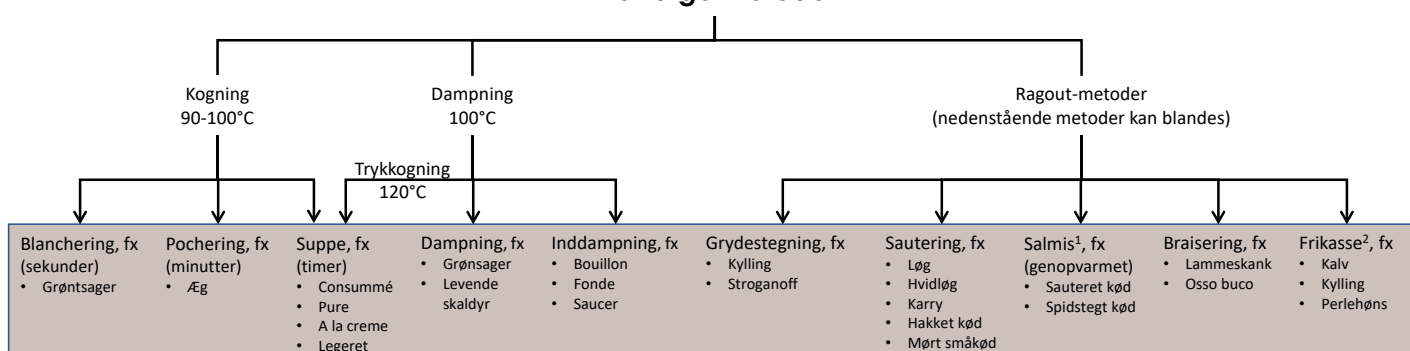 Kogning
90-100°C
Dampning
100°C
Ragout-metoder
(nedenstående metoder kan blandes)
Trykkogning
120°C
Blanchering, fx
(sekunder)
• Grøntsager
Pochering, fx
(minutter)
• Æg
Suppe, fx
(timer)
• Consummé
• Pure
• A la creme
• Legeret
Dampning, fx
• Grønsager
• Levende
skaldyr
Inddampning, fx
• Bouillon
• Fonde
• Saucer
Grydestegning, fx
• Kylling
• Stroganoff
Sautering, fx
• Løg
• Hvidløg
• Karry
• Hakket kød
• Mørt småkød
Salmis¹, fx
(genopvarmet)
• Sauteret kød
• Spidstegt kød
Braisering, fx
• Lammeskank
• Osso buco
Frikasse², fx
• Kalv
• Kylling
• Perlehøns